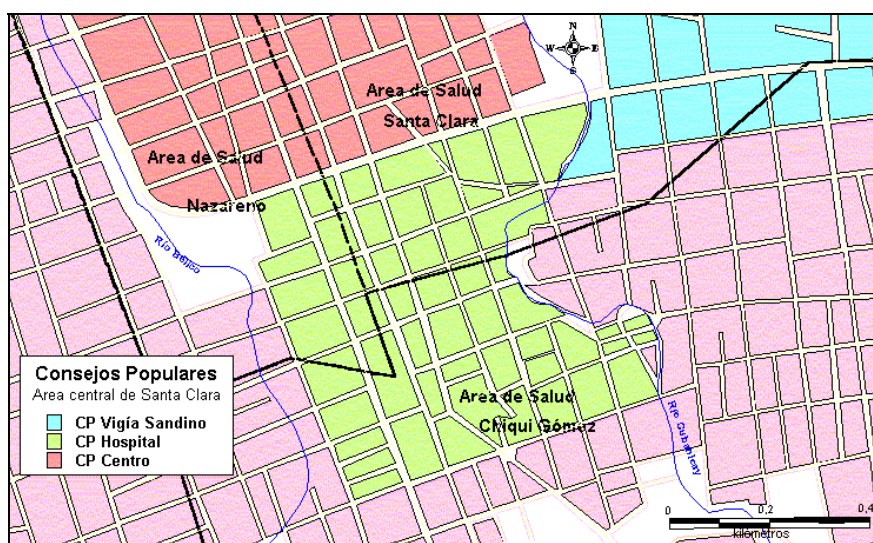 N
W E
S
Area de Salud
Santa Clara
Area de Salud
Nazareno
Río Bélico
Consejos Populares
Area central de Santa Clara
CP Vigía Sandino
CP Hospital
CP Centro
Area de Salud
Chiqui Gómez
Río Cubanicay
0 0,2 0,4
kilómetros